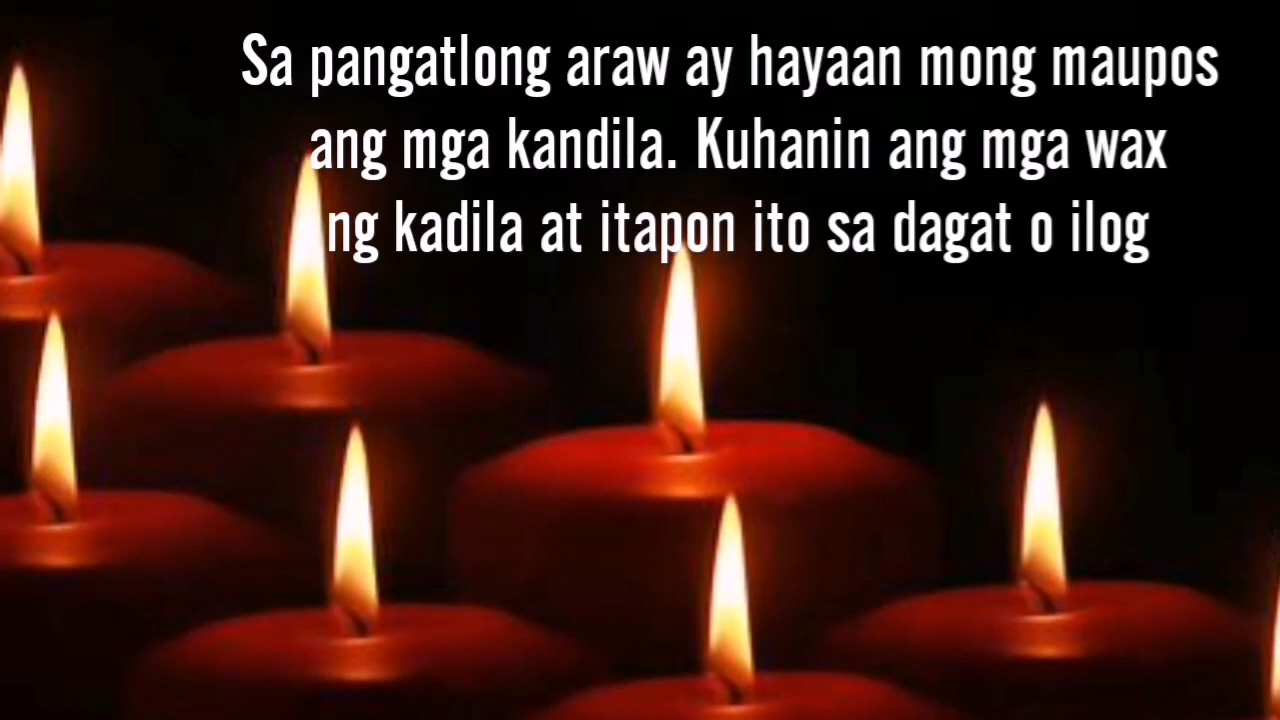 Sa pangatlong araw ay hayaan mong maupos
ang mga kandila. Kuhanin ang mga wax
ng kadila at itapon ito sa dagat o ilog